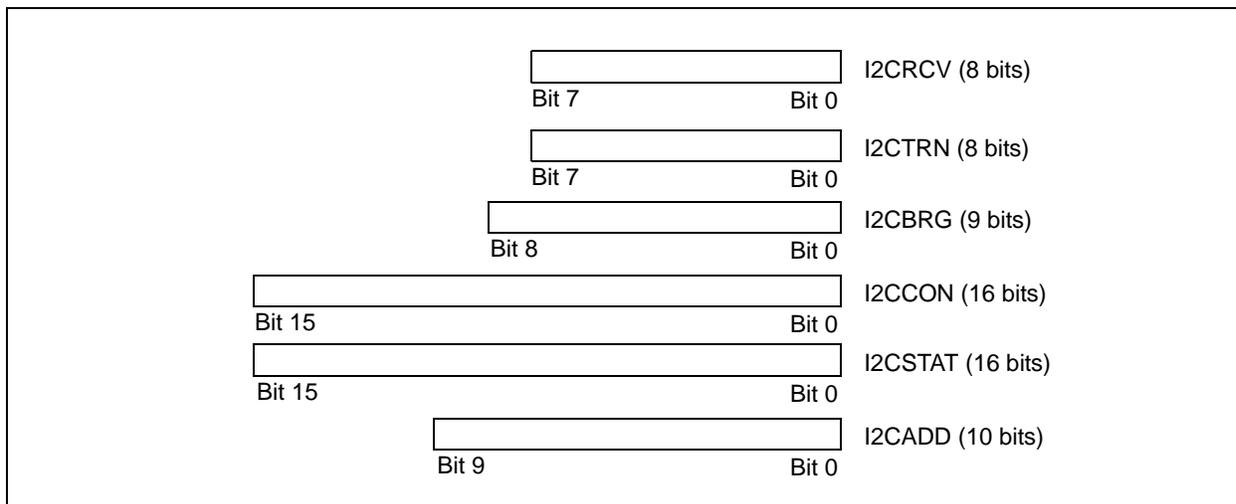 I2CRCV (8 bits)
Bit 7 Bit 0
I2CTRN (8 bits)
Bit 7 Bit 0
I2CBRG (9 bits)
Bit 8 Bit 0
I2CCON (16 bits)
Bit 15 Bit 0
I2CSTAT (16 bits)
Bit 15 Bit 0
I2CADD (10 bits)
Bit 9 Bit 0